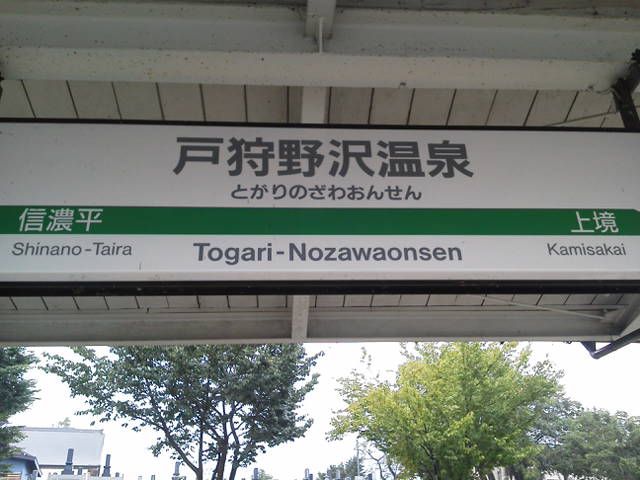 戸狩野沢温泉
とがりのざわおんせん
信濃平 上境
Shinano-Taira Togari-Nozawaonsen Kamisakai